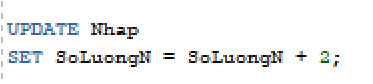 UPDATE Nhap
SET SoLuongN = SoLuongN + 2;